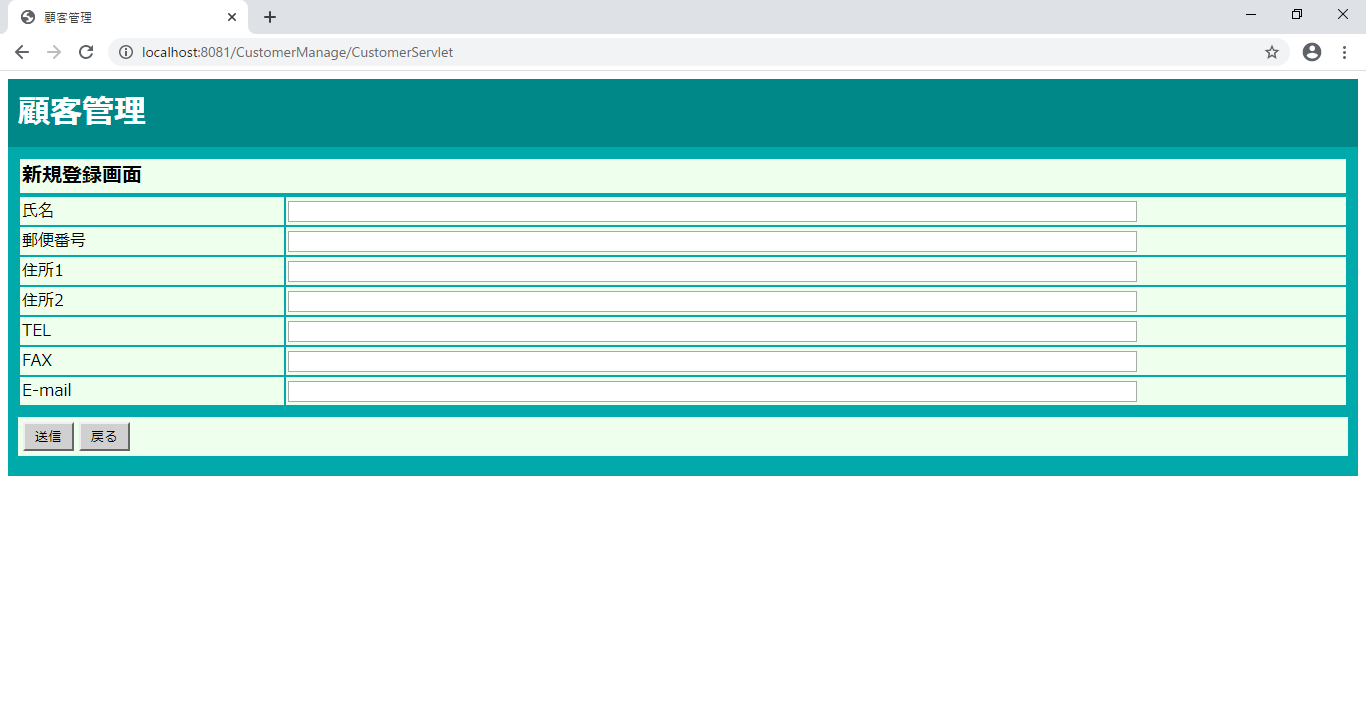 顧客管理
localhost:8081/CustomerManage/CustomerServlet
顧客管理
新規登録画面
氏名
郵便番号
住所1
住所2
TEL
FAX
E-mail
送信 戻る